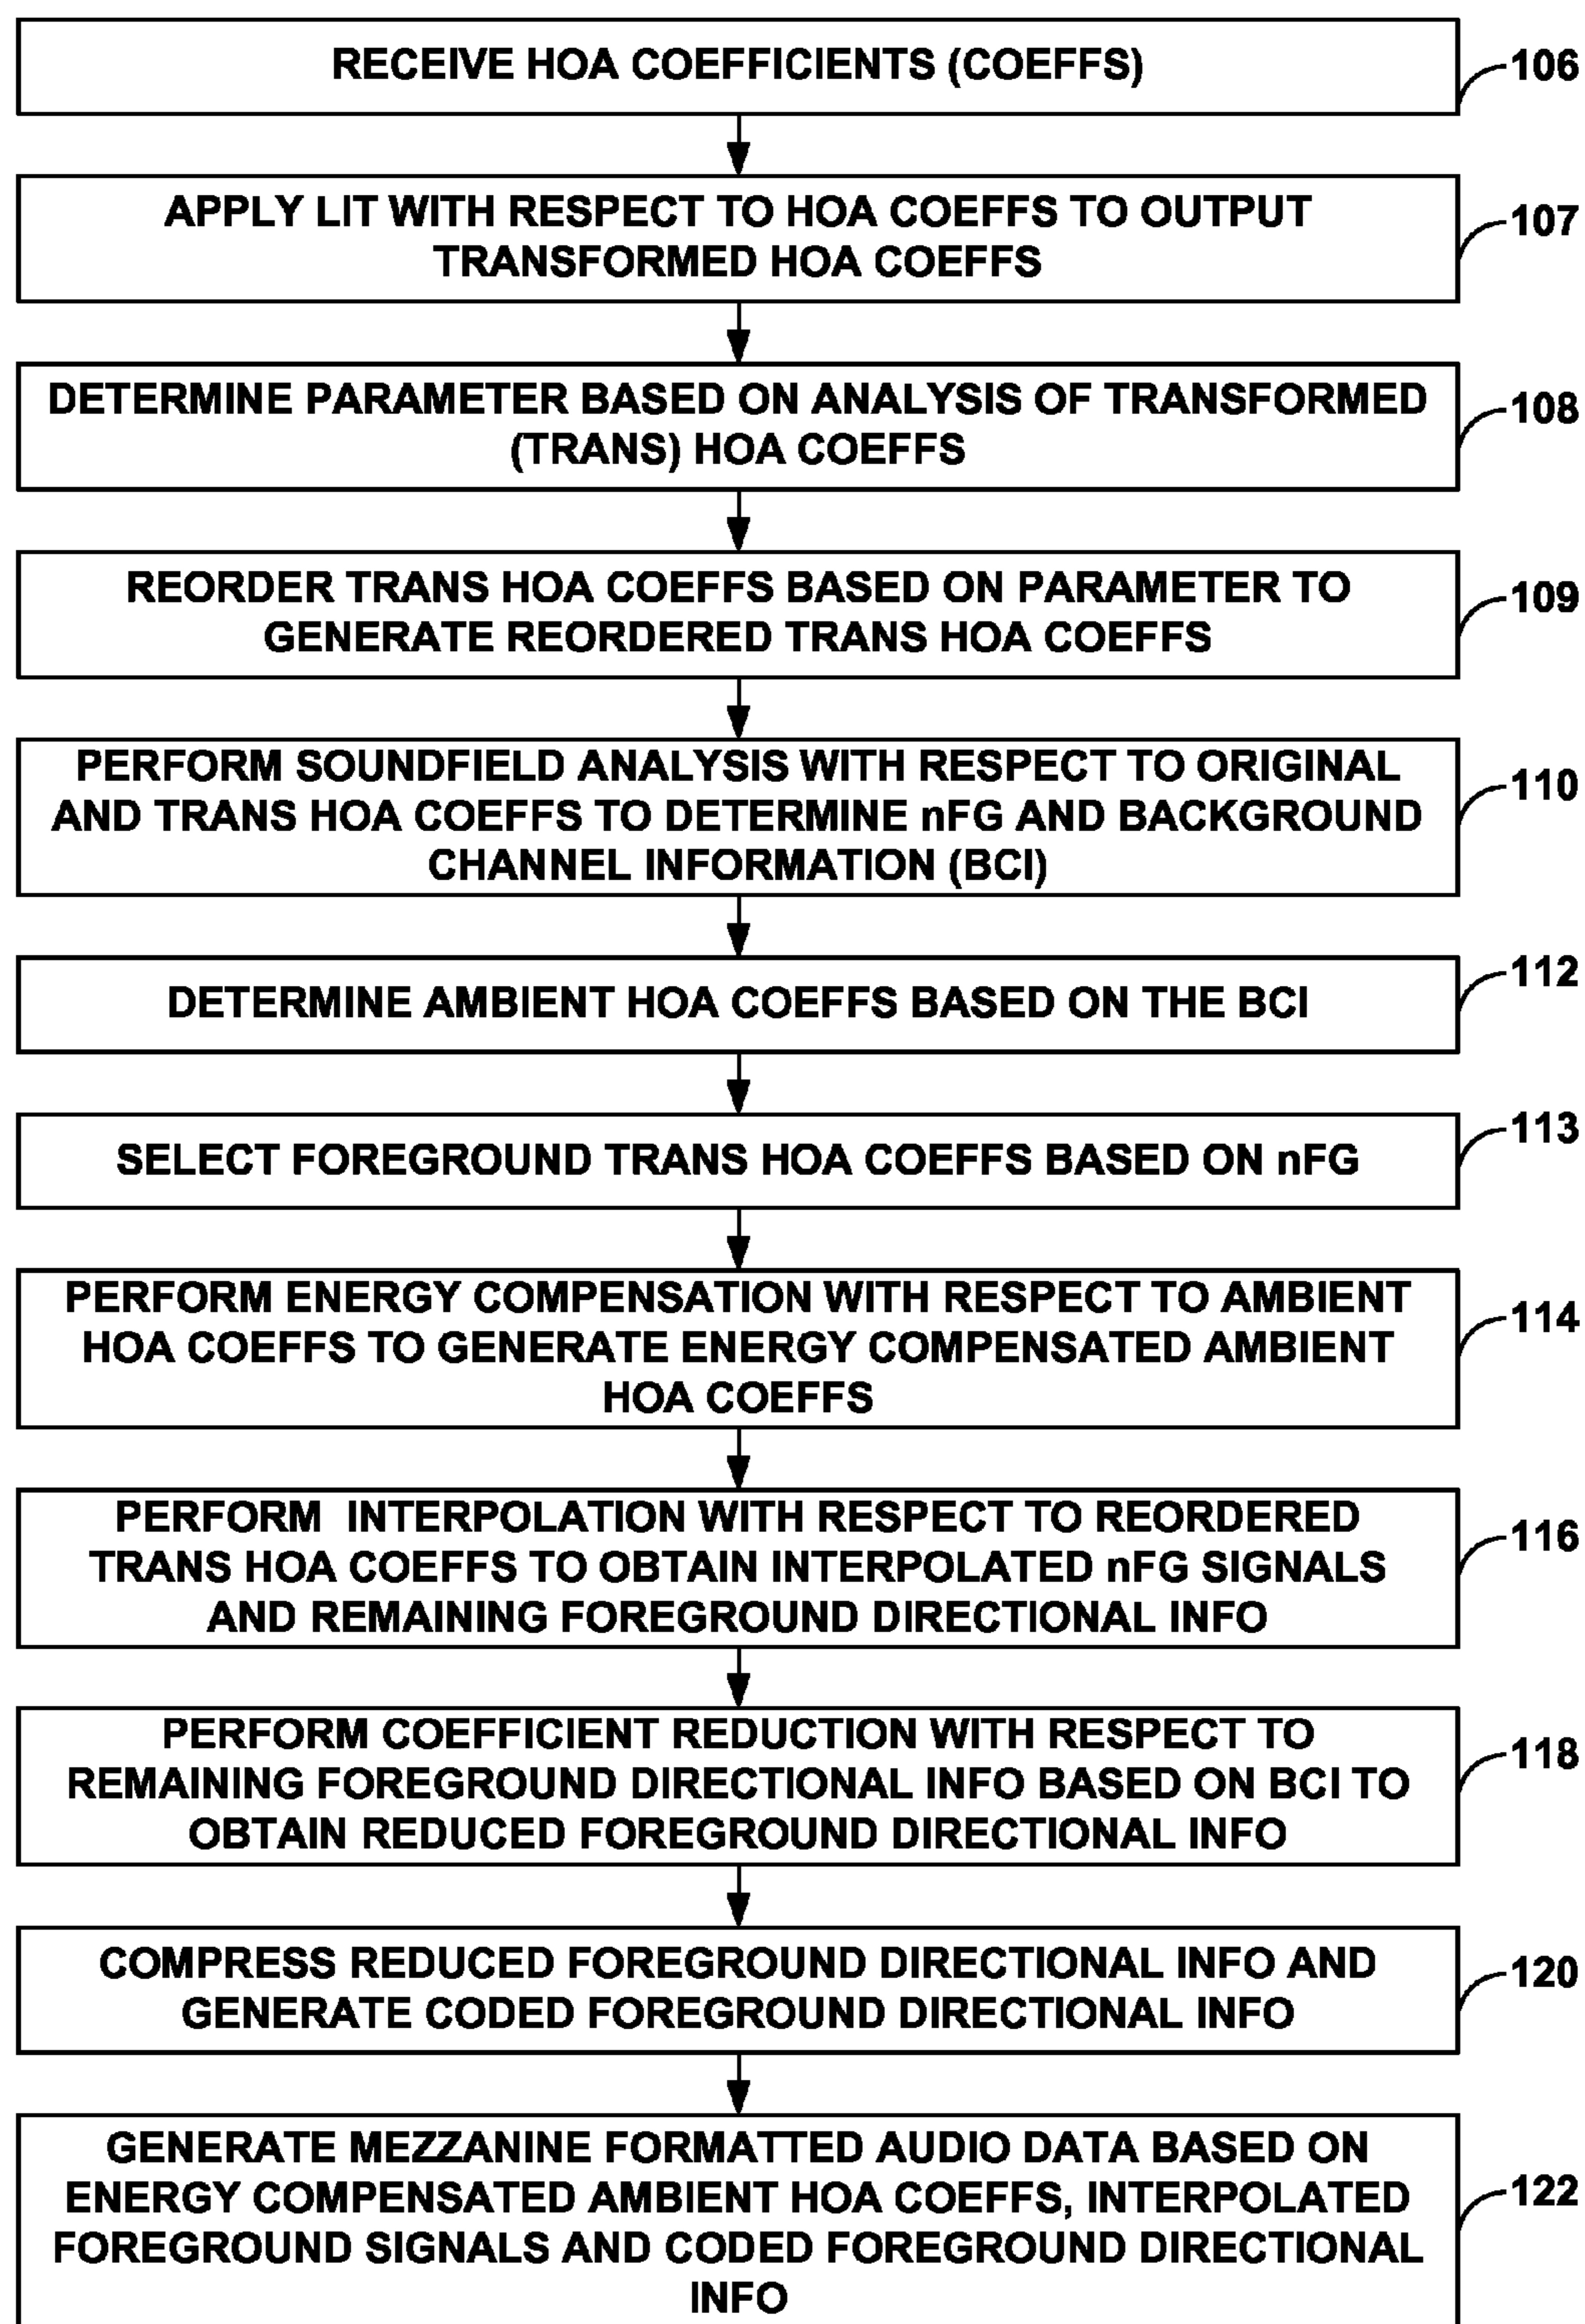 RECEIVE HOA COEFFICIENTS (COEFFS)
106
APPLY LIT WITH RESPECT TO HOA COEFFS TO OUTPUT
TRANSFORMED HOA COEFFS
107
DETERMINE PARAMETER BASED ON ANALYSIS OF TRANSFORMED
(TRANS) HOA COEFFS
108
REORDER TRANS HOA COEFFS BASED ON PARAMETER TO
GENERATE REORDERED TRANS HOA COEFFS
109
PERFORM SOUNDFIELD ANALYSIS WITH RESPECT TO ORIGINAL
AND TRANS HOA COEFFS TO DETERMINE nFG AND BACKGROUND
CHANNEL INFORMATION (BCI)
110
DETERMINE AMBIENT HOA COEFFS BASED ON THE BCI
112
SELECT FOREGROUND TRANS HOA COEFFS BASED ON nFG
113
PERFORM ENERGY COMPENSATION WITH RESPECT TO AMBIENT
HOA COEFFS TO GENERATE ENERGY COMPENSATED AMBIENT
HOA COEFFS
114
PERFORM INTERPOLATION WITH RESPECT TO REORDERED
TRANS HOA COEFFS TO OBTAIN INTERPOLATED nFG SIGNALS
AND REMAINING FOREGROUND DIRECTIONAL INFO
116
PERFORM COEFFICIENT REDUCTION WITH RESPECT TO
REMAINING FOREGROUND DIRECTIONAL INFO BASED ON BCI TO
OBTAIN REDUCED FOREGROUND DIRECTIONAL INFO
118
COMPRESS REDUCED FOREGROUND DIRECTIONAL INFO AND
GENERATE CODED FOREGROUND DIRECTIONAL INFO
120
GENERATE MEZZANINE FORMATTED AUDIO DATA BASED ON
ENERGY COMPENSATED AMBIENT HOA COEFFS, INTERPOLATED
FOREGROUND SIGNALS AND CODED FOREGROUND DIRECTIONAL
INFO
122